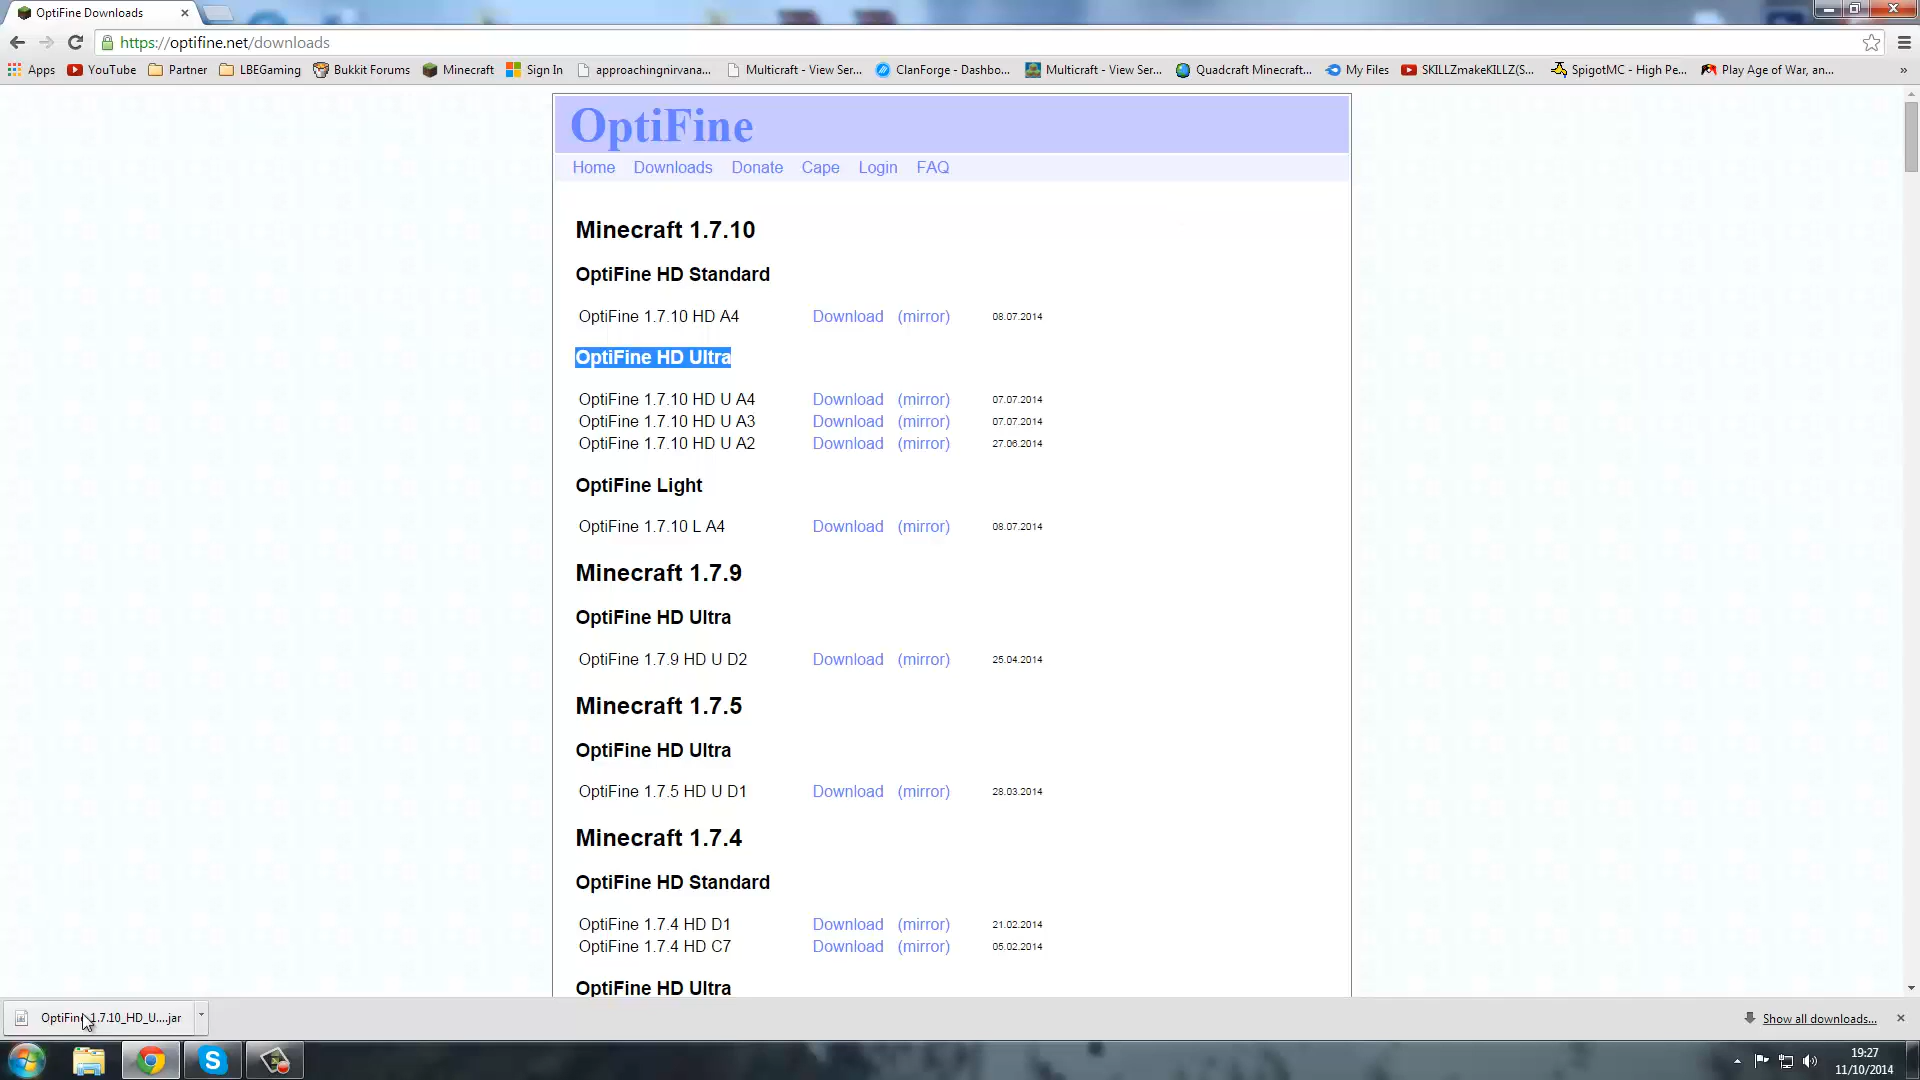 OptiFine Downloads
https://optifine.net/downloads
Apps YouTube Partner LBEGaming Bukkit Forums Minecraft Sign In approachingnirvana... Multicraft - View Ser... ClanForge - Dashbo... Multicraft - View Ser... Quadcraft Minecraft... My Files SKILLZmakeKILLZ(S... SpigotMC - High Pe... Play Age of War, an... »
OptiFine
Home Downloads Donate Cape Login FAQ
Minecraft 1.7.10
OptiFine HD Standard
OptiFine 1.7.10 HD A4 Download (mirror) 08.07.2014
OptiFine HD Ultra
OptiFine 1.7.10 HD U A4 Download (mirror) 07.07.2014
OptiFine 1.7.10 HD U A3 Download (mirror) 07.07.2014
OptiFine 1.7.10 HD U A2 Download (mirror) 27.06.2014
OptiFine Light
OptiFine 1.7.10 L A4 Download (mirror) 08.07.2014
Minecraft 1.7.9
OptiFine HD Ultra
OptiFine 1.7.9 HD U D2 Download (mirror) 25.04.2014
Minecraft 1.7.5
OptiFine HD Ultra
OptiFine 1.7.5 HD U D1 Download (mirror) 28.03.2014
Minecraft 1.7.4
OptiFine HD Standard
OptiFine 1.7.4 HD D1 Download (mirror) 21.02.2014
OptiFine 1.7.4 HD C7 Download (mirror) 05.02.2014
OptiFine HD Ultra
OptiFine_1.7.10_HD_U....jar Show all downloads...
19:27
11/10/2014